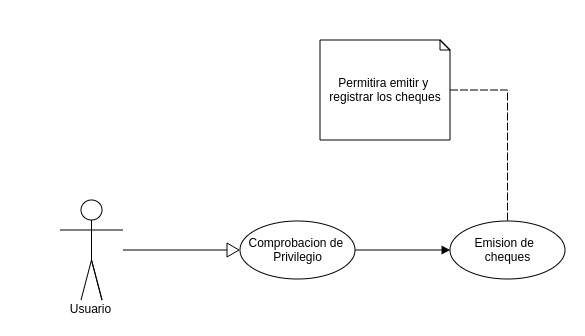 Permitira emitir y
registrar los cheques
Comprobacion de
Privilegio
Emision de
cheques
Usuario